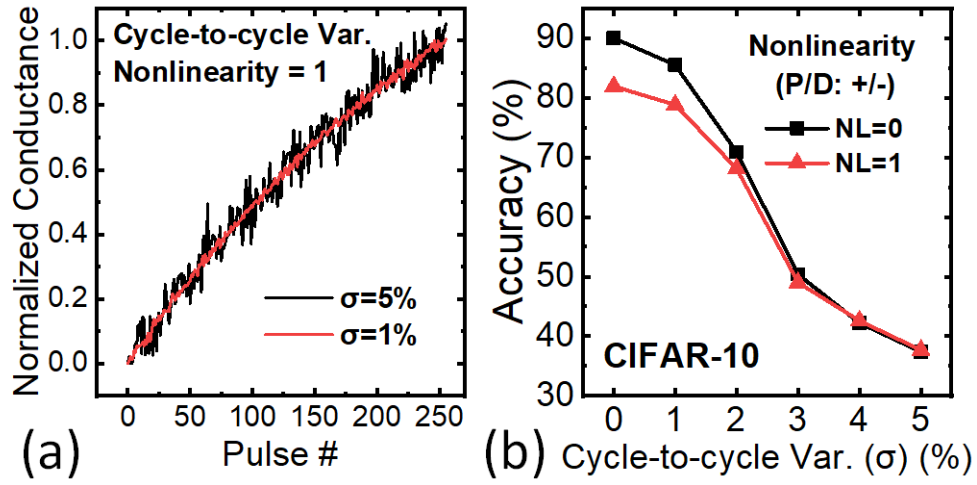 Cycle-to-cycle Var.
Nonlinearity = 1
Normalized Conductance
1.0
0.8
0.6
0.4
0.2
0.0
σ=5%
σ=1%
0 50 100 150 200 250
Pulse #
(a)
Nonlinearity
(P/D: +/-)
NL=0
NL=1
Accuracy (%)
90
80
70
60
50
40
30
CIFAR-10
0 1 2 3 4 5
Cycle-to-cycle Var. (σ) (%)
(b)